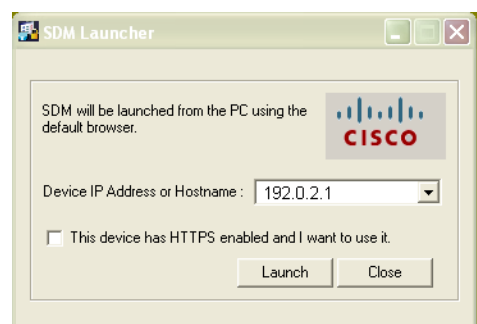 SDM Launcher
SDM will be launched from the PC using the
default browser.
CISCO
Device IP Address or Hostname :
192.0.2.1
This device has HTTPS enabled and I want to use it.
Launch
Close